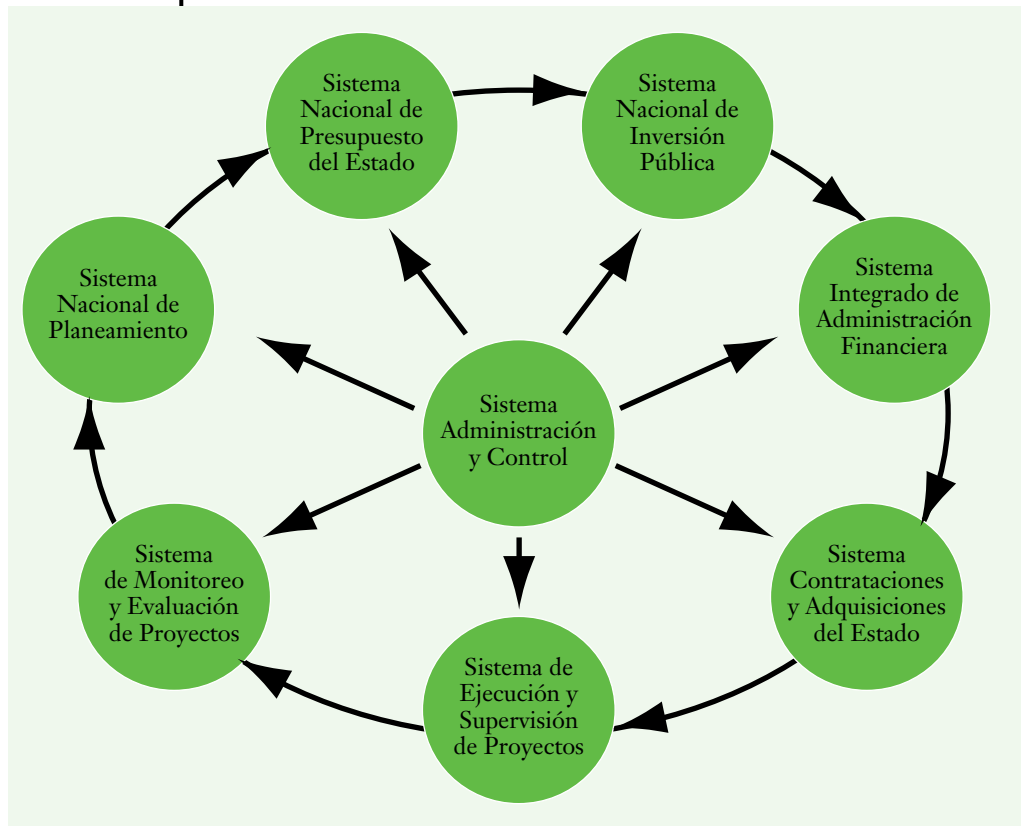 Sistema
Nacional de
Presupuesto
del Estado
Sistema
Nacional de
Inversión
Pública
Sistema
Integrado de
Administración
Financiera
Sistema
Contrataciones
y Adquisiciones
del Estado
Sistema de
Ejecución y
Supervisión
de Proyectos
Sistema
de Monitoreo
y Evaluación
de Proyectos
Sistema
Nacional de
Planeamiento
Sistema
Administración
y Control